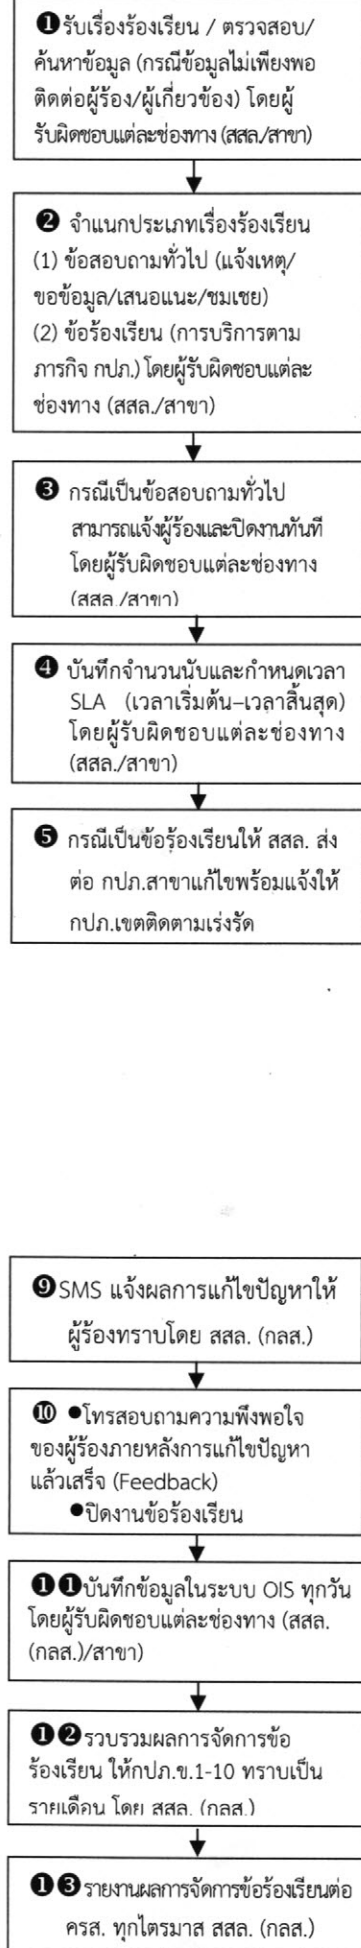 ❶รับเรื่องร้องเรียน / ตรวจสอบ/
ค้นหาข้อมูล (กรณีข้อมูลไม่เพียงพอ
ติดต่อผู้ร้อง/ผู้เกี่ยวข้อง) โดยผู้
รับผิดชอบแต่ละช่องทาง (สสล./สาขา)
❷ จำแนกประเภทเรื่องร้องเรียน
(1) ข้อสอบถามทั่วไป (แจ้งเหตุ/
ขอข้อมูล/เสนอแนะ/ชมเชย)
(2) ข้อร้องเรียน (การบริการตาม
ภารกิจ กปภ.) โดยผู้รับผิดชอบแต่ละ
ช่องทาง (สสล./สาขา)
❸ กรณีเป็นข้อสอบถามทั่วไป
สามารถแจ้งผู้ร้องและปิดงานทันที
โดยผู้รับผิดชอบแต่ละช่องทาง
(สสล./สาขา)
❹ บันทึกจำนวนนับและกำหนดเวลา
SLA (เวลาเริ่มต้น–เวลาสิ้นสุด)
โดยผู้รับผิดชอบแต่ละช่องทาง
(สสล./สาขา)
❺ กรณีเป็นข้อร้องเรียนให้ สสล. ส่ง
ต่อ กปภ.สาขาแก้ไขพร้อมแจ้งให้
กปภ.เขตติดตามเร่งรัด
❾SMS แจ้งผลการแก้ไขปัญหาให้
ผู้ร้องทราบโดย สสล. (กลส.)
❿ ●โทรสอบถามความพึงพอใจ
ของผู้ร้องภายหลังการแก้ไขปัญหา
แล้วเสร็จ (Feedback)
●ปิดงานข้อร้องเรียน
❶❶บันทึกข้อมูลในระบบ OIS ทุกวัน
โดยผู้รับผิดชอบแต่ละช่องทาง (สสล.
(กลส.)/สาขา)
❶❷รวบรวมผลการจัดการข้อ
ร้องเรียน ให้กปภ.ข.1-10 ทราบเป็น
รายเดือน โดย สสล. (กลส.)
❶❸รายงานผลการจัดการข้อร้องเรียนต่อ
ครส. ทุกไตรมาส สสล. (กลส.)